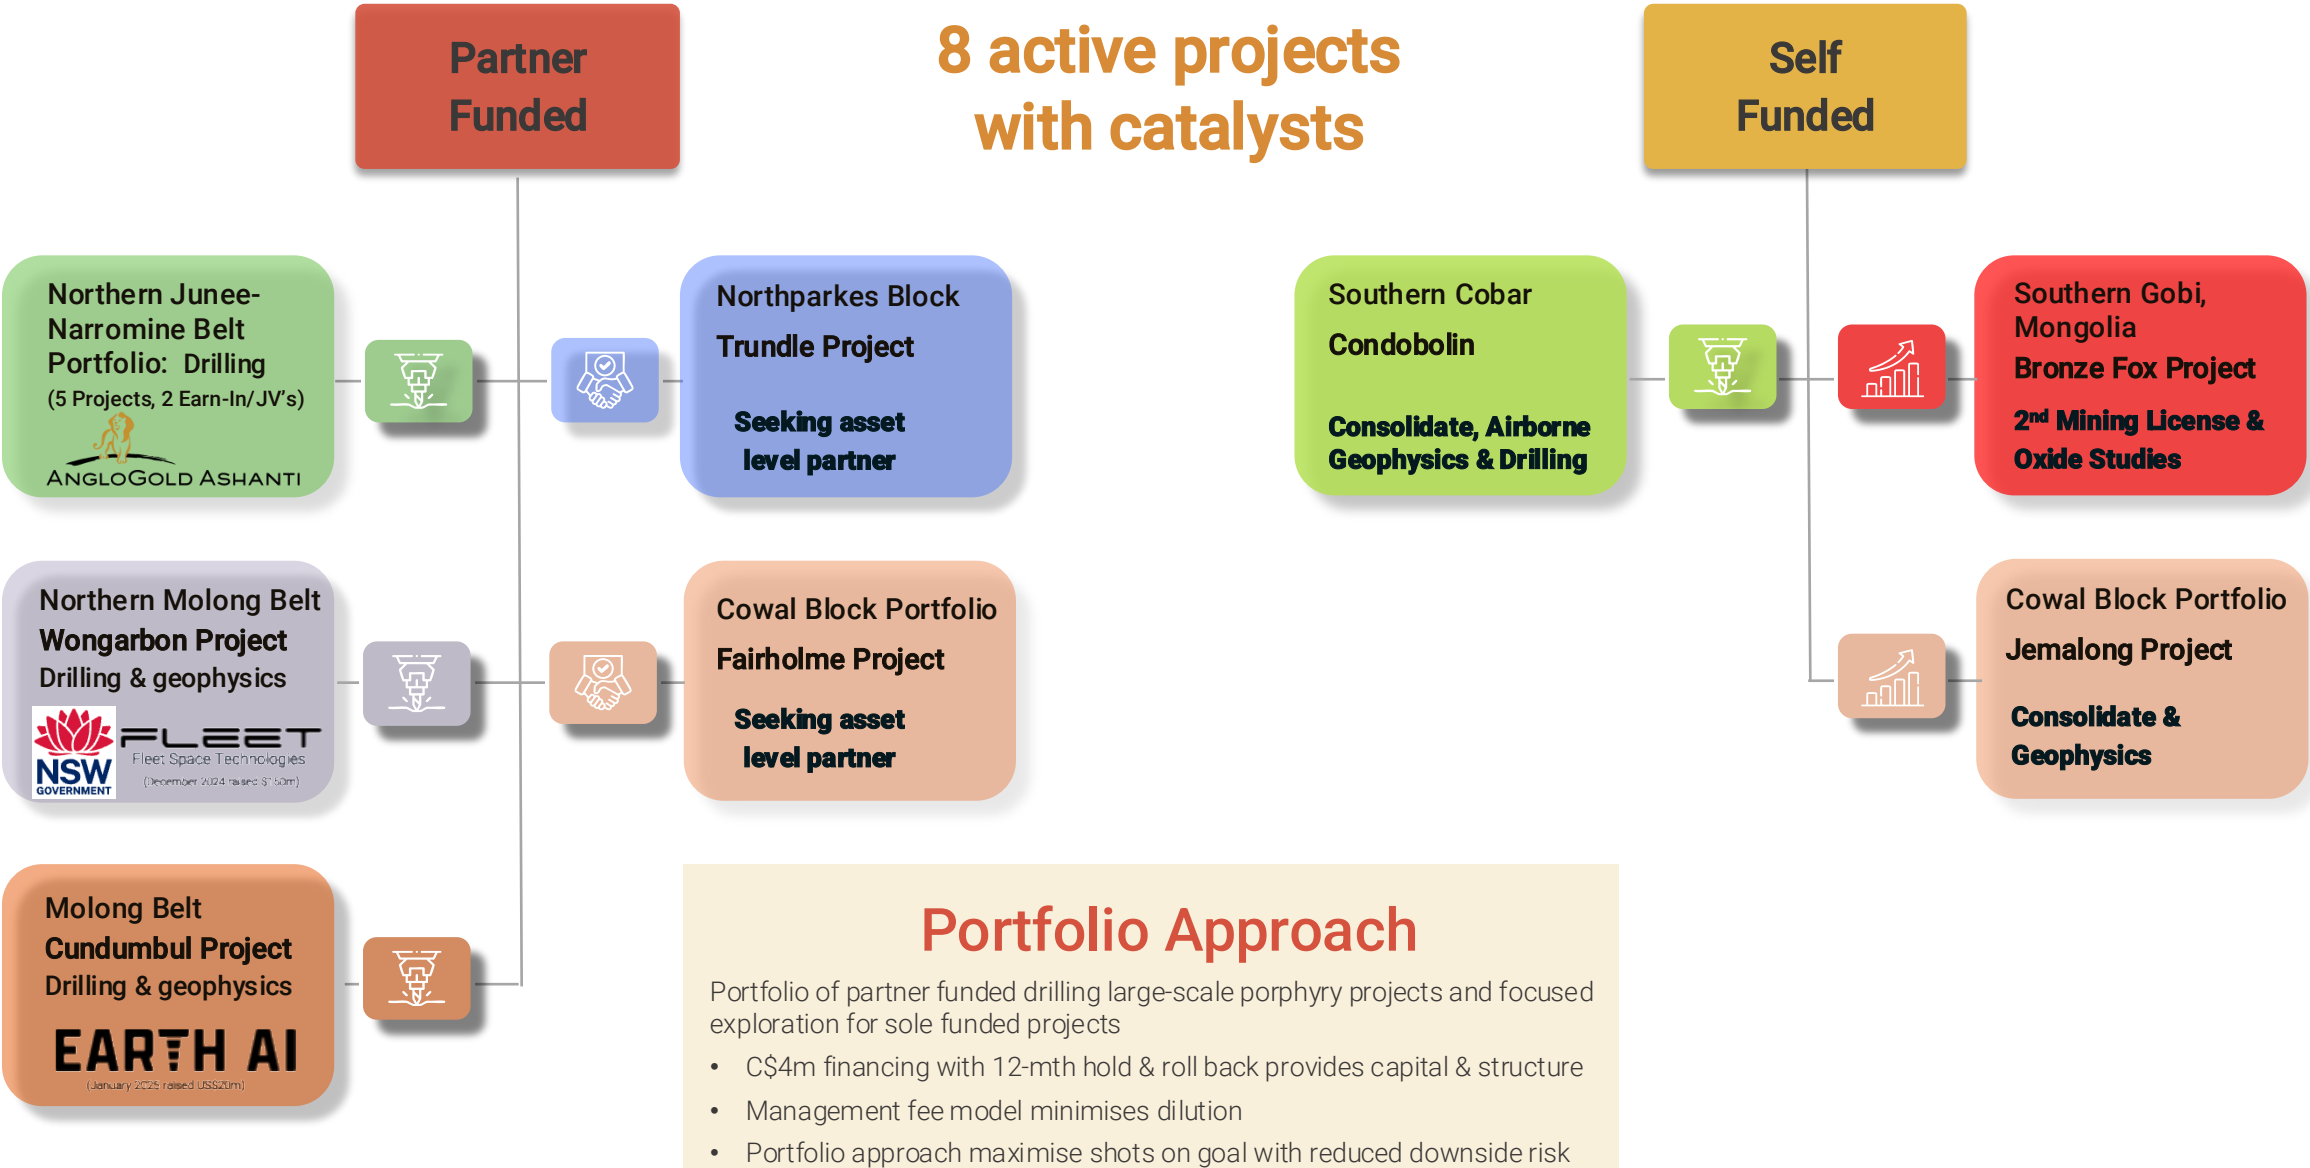 Partner
Funded
8 active projects
with catalysts
Self
Funded
Northern Junee-
Narromine Belt
Portfolio: Drilling
(5 Projects, 2 Earn-In/JV's)
ANGLOGOLD ASHANTI
Northparkes Block
Trundle Project
Seeking asset
level partner
Southern Cobar
Condobolin
Consolidate, Airborne
Geophysics & Drilling
Southern Gobi,
Mongolia
Bronze Fox Project
2nd Mining License &
Oxide Studies
Northern Molong Belt
Wongarbon Project
Drilling & geophysics
NSW
GOVERNMENT
FLEET
Fleet Space Technologies
(December 2024 raised $150m)
Cowal Block Portfolio
Fairholme Project
Seeking asset
level partner
Cowal Block Portfolio
Jemalong Project
Consolidate &
Geophysics
Molong Belt
Cundumbul Project
Drilling & geophysics
EARTH AI
(January 2025 raised US$20m)
Portfolio Approach
Portfolio of partner funded drilling large-scale porphyry projects and focused
exploration for sole funded projects
• C$4m financing with 12-mth hold & roll back provides capital & structure
• Management fee model minimises dilution
• Portfolio approach maximise shots on goal with reduced downside risk